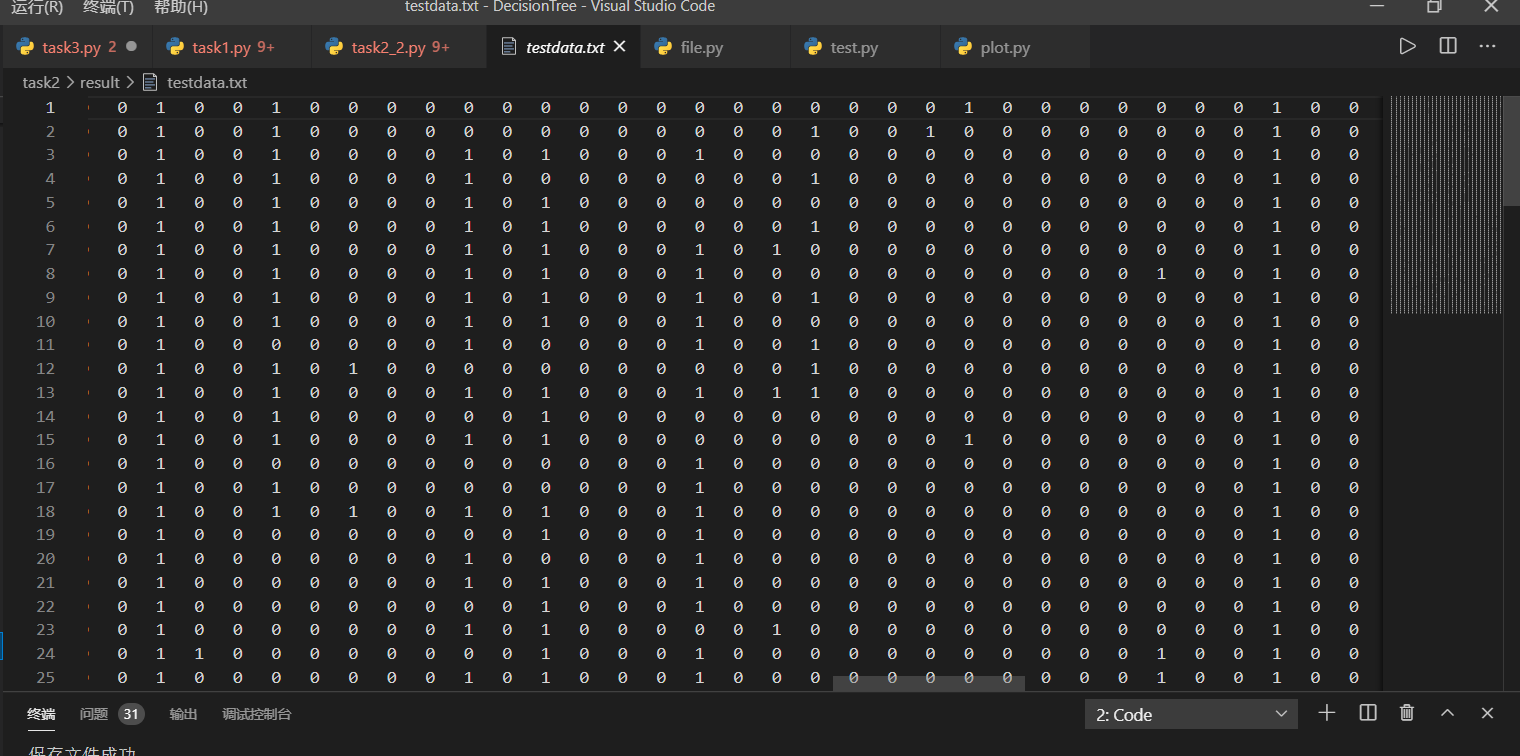 运行(R) 终端(T) 帮助(H) testdata.txt - DecisionTree - Visual Studio Code
task3.py 2 task1.py 9+ task2_2.py 9+ testdata.txt file.py test.py plot.py
task2 > result > testdata.txt
1 0 1 0 0 1 0 0 0 0 0 0 0 0 0 0 0 0 0 0 0 0 0 1 0 0 0 0 0 0 0 1 0 0
2 0 1 0 0 1 0 0 0 0 0 0 0 0 0 0 0 0 0 1 0 0 1 0 0 0 0 0 0 0 0 1 0 0
3 0 1 0 0 1 0 0 0 0 1 0 1 0 0 0 1 0 0 0 0 0 0 0 0 0 0 0 0 0 0 1 0 0
4 0 1 0 0 1 0 0 0 0 1 0 0 0 0 0 0 0 0 1 0 0 0 0 0 0 0 0 0 0 0 1 0 0
5 0 1 0 0 1 0 0 0 0 1 0 1 0 0 0 0 0 0 0 0 0 0 0 0 0 0 0 0 0 0 1 0 0
6 0 1 0 0 1 0 0 0 0 1 0 1 0 0 0 0 0 0 1 0 0 0 0 0 0 0 0 0 0 0 1 0 0
7 0 1 0 0 1 0 0 0 0 1 0 1 0 0 0 1 0 1 0 0 0 0 0 0 0 0 0 0 0 0 1 0 0
8 0 1 0 0 1 0 0 0 0 1 0 1 0 0 0 1 0 0 0 0 0 0 0 0 0 0 0 1 0 0 1 0 0
9 0 1 0 0 1 0 0 0 0 1 0 1 0 0 0 1 0 0 1 0 0 0 0 0 0 0 0 0 0 0 1 0 0
10 0 1 0 0 1 0 0 0 0 1 0 1 0 0 0 1 0 0 0 0 0 0 0 0 0 0 0 0 0 0 1 0 0
11 0 1 0 0 0 0 0 0 0 1 0 0 0 0 0 1 0 0 1 0 0 0 0 0 0 0 0 0 0 0 1 0 0
12 0 1 0 0 1 0 1 0 0 0 0 0 0 0 0 0 0 0 1 0 0 0 0 0 0 0 0 0 0 0 1 0 0
13 0 1 0 0 1 0 0 0 0 1 0 1 0 0 0 1 0 1 1 0 0 0 0 0 0 0 0 0 0 0 1 0 0
14 0 1 0 0 1 0 0 0 0 0 0 1 0 0 0 0 0 0 0 0 0 0 0 0 0 0 0 0 0 0 1 0 0
15 0 1 0 0 1 0 0 0 0 1 0 1 0 0 0 0 0 0 0 0 0 0 1 0 0 0 0 0 0 0 1 0 0
16 0 1 0 0 0 0 0 0 0 0 0 0 0 0 0 1 0 0 0 0 0 0 0 0 0 0 0 0 0 0 1 0 0
17 0 1 0 0 1 0 0 0 0 0 0 0 0 0 0 1 0 0 0 0 0 0 0 0 0 0 0 0 0 0 1 0 0
18 0 1 0 0 1 0 1 0 0 1 0 1 0 0 0 1 0 0 0 0 0 0 0 0 0 0 0 0 0 0 1 0 0
19 0 1 0 0 0 0 0 0 0 0 0 1 0 0 0 1 0 0 0 0 0 0 0 0 0 0 0 0 0 0 1 0 0
20 0 1 0 0 0 0 0 0 0 1 0 0 0 0 0 1 0 0 0 0 0 0 0 0 0 0 0 0 0 0 1 0 0
21 0 1 0 0 0 0 0 0 0 1 0 1 0 0 0 1 0 0 0 0 0 0 0 0 0 0 0 0 0 0 1 0 0
22 0 1 0 0 0 0 0 0 0 0 0 1 0 0 0 1 0 0 0 0 0 0 0 0 0 0 0 0 0 0 1 0 0
23 0 1 0 0 0 0 0 0 0 1 0 1 0 0 0 0 0 1 0 0 0 0 0 0 0 0 0 0 0 0 1 0 0
24 0 1 1 0 0 0 0 0 0 0 0 1 0 0 0 1 0 0 0 0 0 0 0 0 0 0 0 1 0 0 1 0 0
25 0 1 0 0 0 0 0 0 0 1 0 1 0 0 0 1 0 0 0 0 0 0 0 0 0 0 0 1 0 0 1 0 0
终端 问题 31 输出 调试控制台 2: Code
保存文件成功